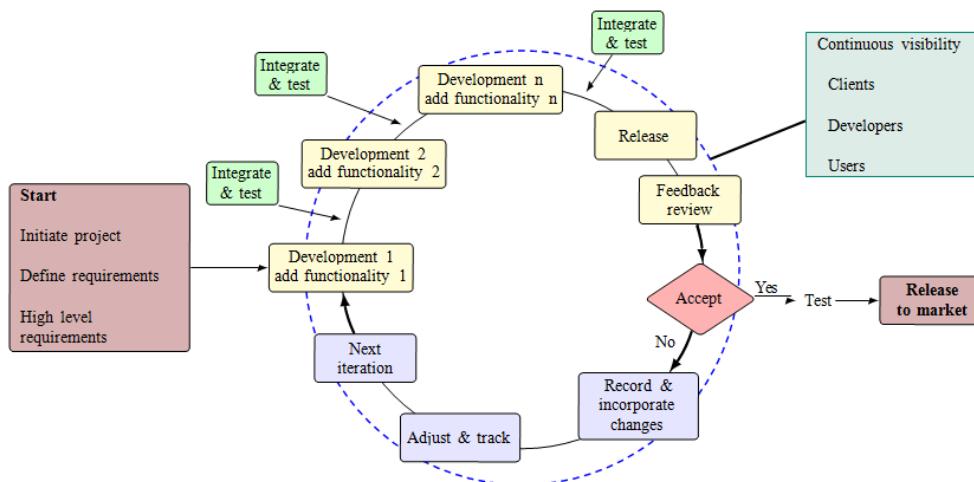 Start
Initiate project
Define requirements
High level
requirements
Development 1
add functionality 1
Integrate
& test
Development 2
add functionality 2
Integrate
& test
Development n
add functionality n
Integrate
& test
Release
Feedback
review
Accept
Yes
Test
Release
to market
No
Record &
incorporate
changes
Adjust & track
Next
iteration
Continuous visibility
Clients
Developers
Users